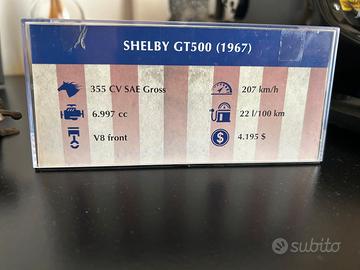 SHELBY GT500 (1967)
355 CV SAE Gross
207 km/h
6.997 cc
22 l/100 km
V8 front
4.195 $
subito